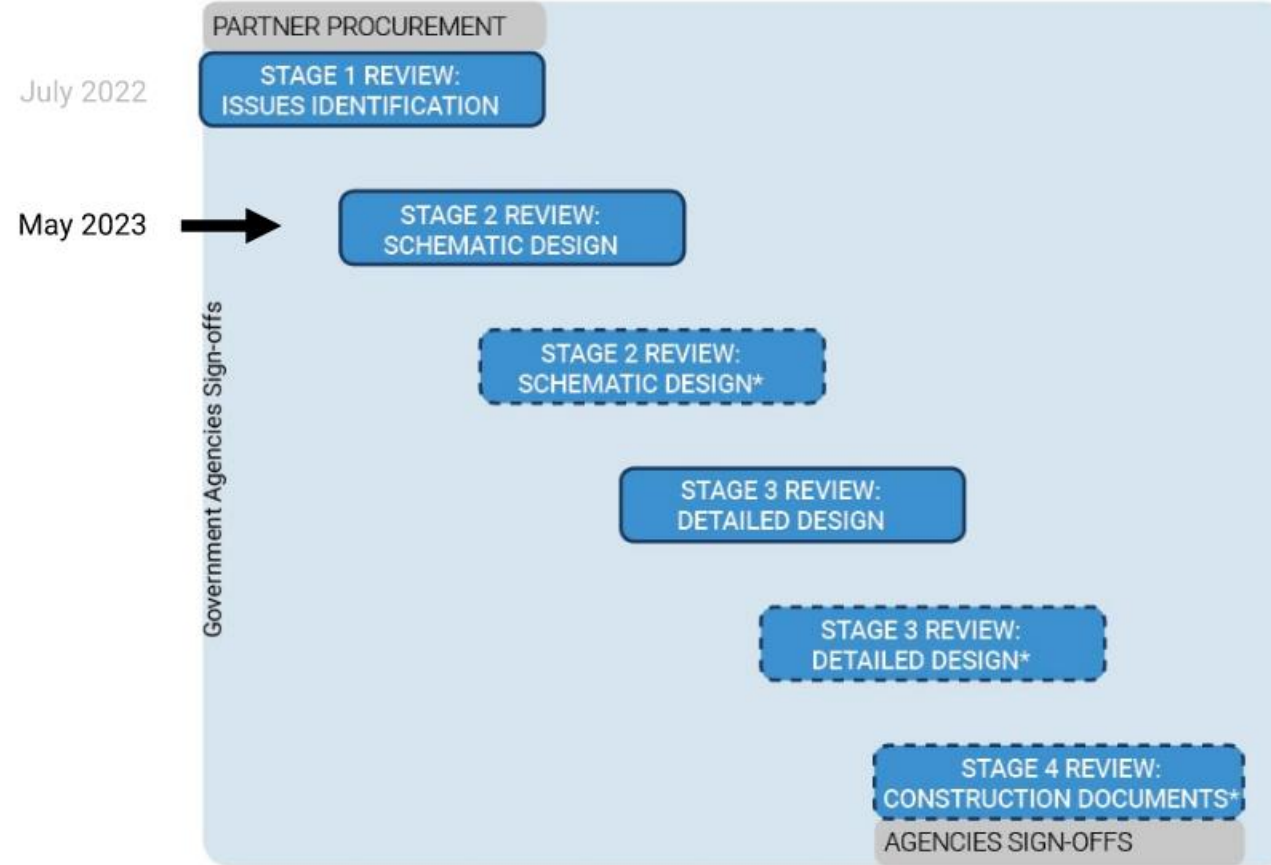 PARTNER PROCUREMENT
July 2022
STAGE 1 REVIEW:
ISSUES IDENTIFICATION
May 2023
STAGE 2 REVIEW:
SCHEMATIC DESIGN
Government Agencies Sign-offs
STAGE 2 REVIEW:
SCHEMATIC DESIGN*
STAGE 3 REVIEW:
DETAILED DESIGN
STAGE 3 REVIEW:
DETAILED DESIGN*
STAGE 4 REVIEW:
CONSTRUCTION DOCUMENTS*
AGENCIES SIGN-OFFS